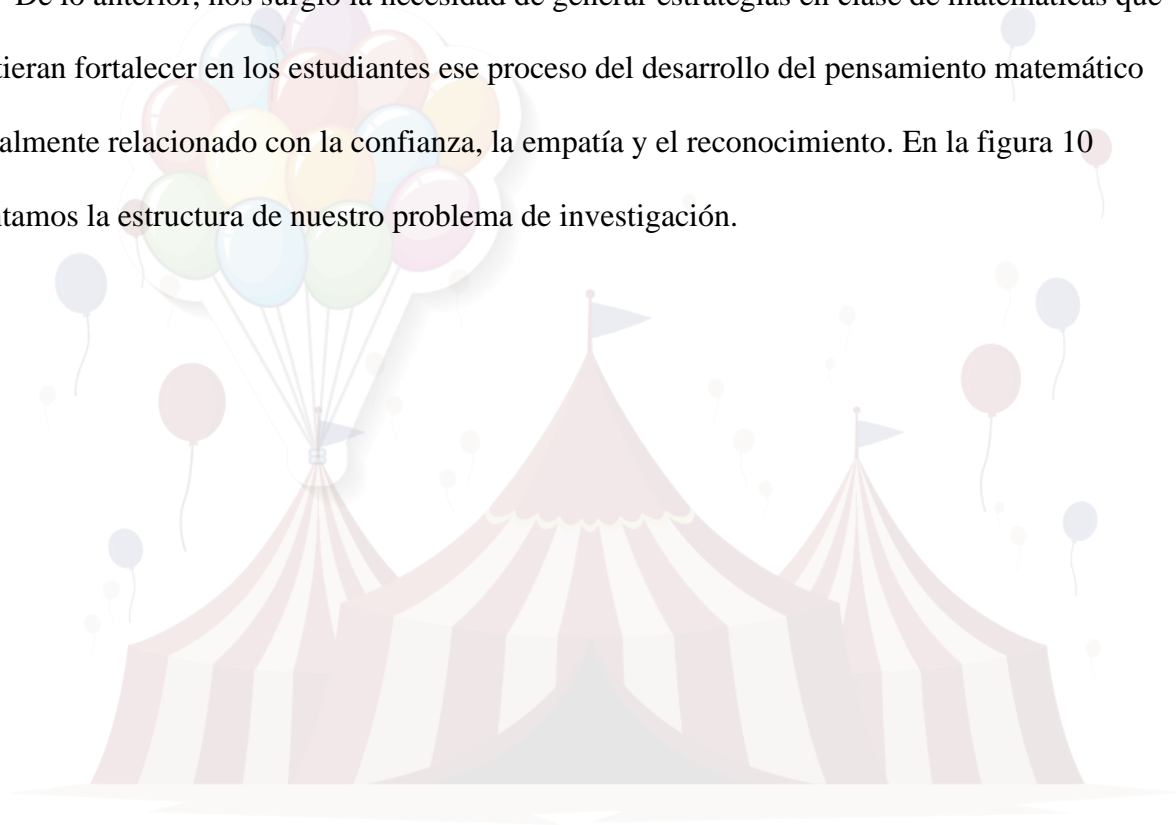 De lo anterior, nos surgió la necesidad de generar estrategias en clase de matemáticas que
tieran fortalecer en los estudiantes ese proceso del desarrollo del pensamiento matemático
almente relacionado con la confianza, la empatía y el reconocimiento. En la figura 10
ntamos la estructura de nuestro problema de investigación.